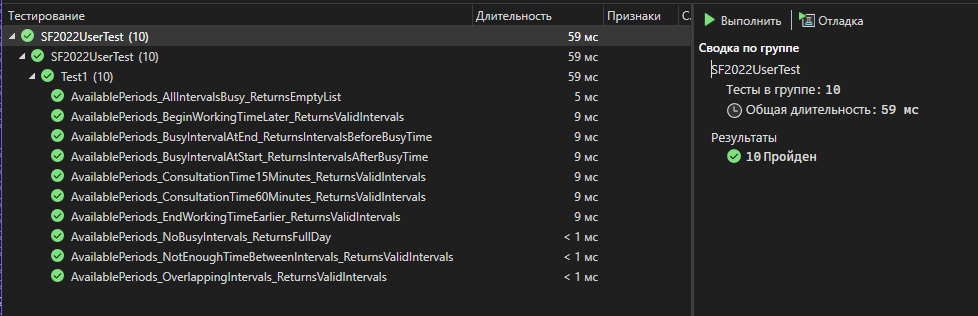 Тестирование Длительность Признаки С.
SF2022UserTest (10) 59 мс
SF2022UserTest (10) 59 мс
Test1 (10) 59 мс
AvailablePeriods_AllIntervalsBusy_ReturnsEmptyList 5 мс
AvailablePeriods_BeginWorkingTimeLater_ReturnsValidIntervals 9 мс
AvailablePeriods_BusyIntervalAtEnd_ReturnsIntervalsBeforeBusyTime 9 мс
AvailablePeriods_BusyIntervalAtStart_ReturnsIntervalsAfterBusyTime 9 мс
AvailablePeriods_ConsultationTime15Minutes_ReturnsValidIntervals 9 мс
AvailablePeriods_ConsultationTime60Minutes_ReturnsValidIntervals 9 мс
AvailablePeriods_EndWorkingTimeEarlier_ReturnsValidIntervals 9 мс
AvailablePeriods_NoBusyIntervals_ReturnsFullDay < 1 мс
AvailablePeriods_NotEnoughTimeBetweenIntervals_ReturnsValidIntervals < 1 мс
AvailablePeriods_OverlappingIntervals_ReturnsValidIntervals < 1 мс
Выполнить Отладка
Сводка по группе
SF2022UserTest
Тесты в группе: 10
Общая длительность: 59 мс
Результаты
10 Пройден